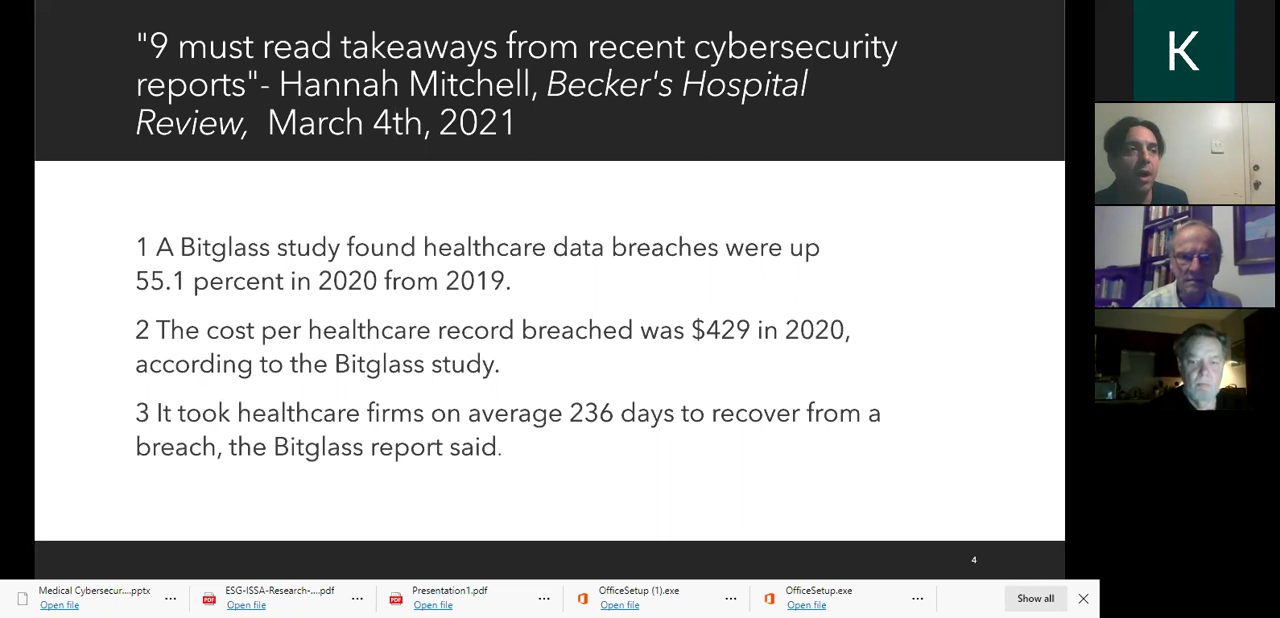 "9 must read takeaways from recent cybersecurity
reports"- Hannah Mitchell, Becker's Hospital
Review,  March 4th, 2021
1 A Bitglass study found healthcare data breaches were up
55.1 percent in 2020 from 2019.
2 The cost per healthcare record breached was $429 in 2020,
according to the Bitglass study.
3 It took healthcare firms on average 236 days to recover from a
breach, the Bitglass report said.
4
K
Medical Cybersecur....pptx
Open file
PDF
ESG-ISSA-Research-....pdf
Open file
PDF
Presentation1.pdf
Open file
OfficeSetup (1).exe
Open file
OfficeSetup.exe
Open file
Show all